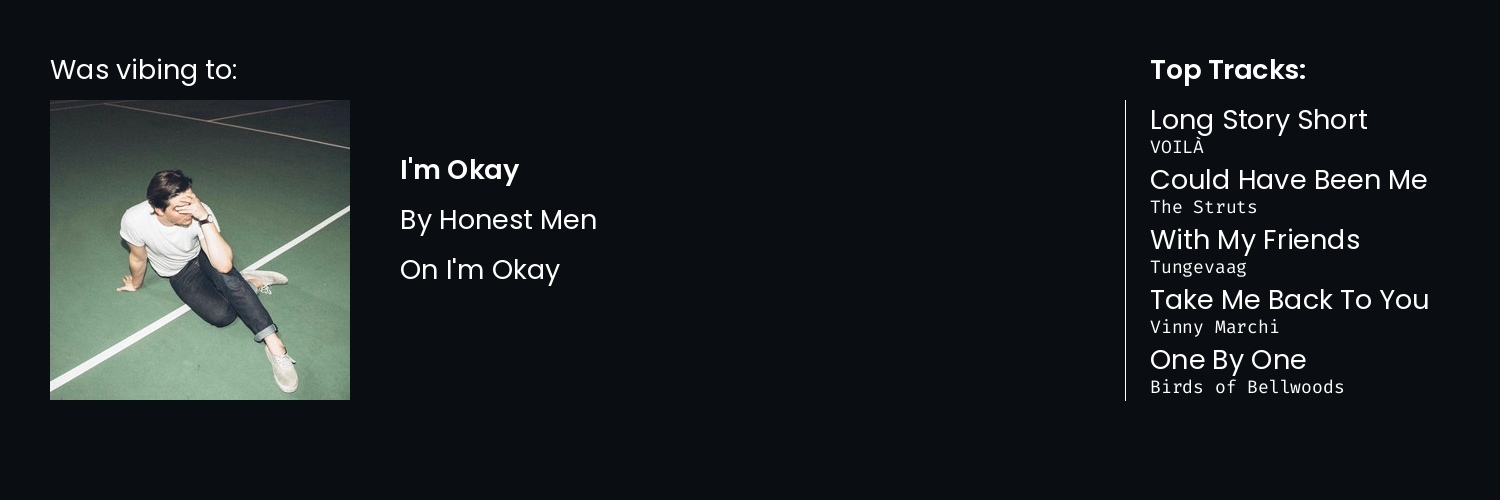 Was vibing to:
I'm Okay
By Honest Men
On I'm Okay
Top Tracks:
Long Story Short
VOILÀ
Could Have Been Me
The Struts
With My Friends
Tungevaag
Take Me Back To You
Vinny Marchi
One By One
Birds of Bellwoods